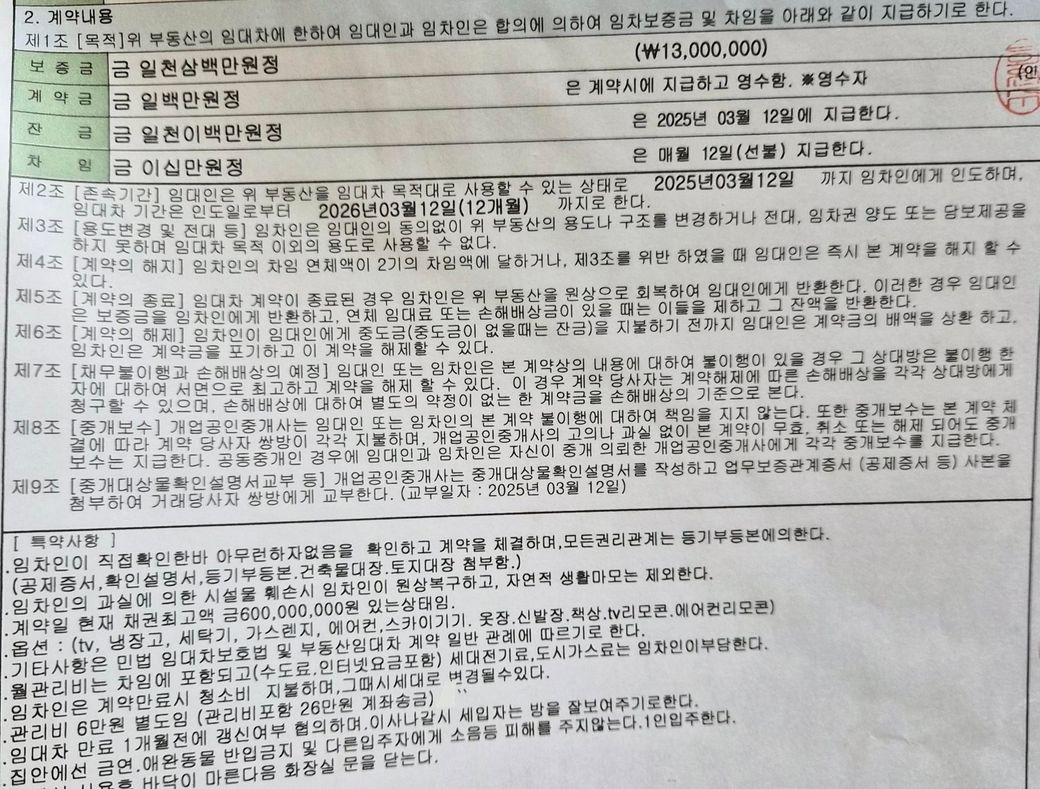 2. 계약내용
제1조 [목적]위 부동산의 임대차에 한하여 임대인과 임차인은 합의에 의하여 임차보증금 및 차임을 아래와 같이 지급하기로 한다.
보 증 금 금 일천삼백만원정 (₩13,000,000)
계 약 금 금 일백만원정 은 계약시에 지급하고 영수함. ※영수자 (인
잔 금 금 일천이백만원정 은 2025년 03월 12일에 지급한다.
차 임 금 이십만원정 은 매월 12일(선불) 지급한다.
제2조 [존속기간] 임대인은 위 부동산을 임대차 목적대로 사용할 수 있는 상태로 2025년03월12일 까지 임차인에게 인도하며,
임대차 기간은 인도일로부터 2026년03월12일(12개월) 까지로 한다.
제3조 [용도변경 및 전대 등] 임차인은 임대인의 동의없이 위 부동산의 용도나 구조를 변경하거나 전대, 임차권 양도 또는 담보제공을
하지 못하며 임대차 목적 이외의 용도로 사용할 수 없다.
제4조 [계약의 해지] 임차인의 차임 연체액이 2기의 차임액에 달하거나, 제3조를 위반 하였을 때 임대인은 즉시 본 계약을 해지 할 수
있다.
제5조 [계약의 종료] 임대차 계약이 종료된 경우 임차인은 위 부동산을 원상으로 회복하여 임대인에게 반환한다. 이러한 경우 임대인
은 보증금을 임차인에게 반환하고, 연체 임대료 또는 손해배상금이 있을 때는 이들을 제하고 그 잔액을 반환한다.
제6조 [계약의 해제] 임차인이 임대인에게 중도금(중도금이 없을때는 잔금)을 지불하기 전까지 임대인은 계약금의 배액을 상환 하고,
임차인은 계약금을 포기하고 이 계약을 해제할 수 있다.
제7조 [채무불이행과 손해배상의 예정] 임대인 또는 임차인은 본 계약상의 내용에 대하여 불이행이 있을 경우 그 상대방은 불이행 한
자에 대하여 서면으로 최고하고 계약을 해제 할 수 있다. 이 경우 계약 당사자는 계약해제에 따른 손해배상을 각각 상대방에게
청구할 수 있으며, 손해배상에 대하여 별도의 약정이 없는 한 계약금을 손해배상의 기준으로 본다.
제8조 [중개보수] 개업공인중개사는 임대인 또는 임차인의 본 계약 불이행에 대하여 책임을 지지 않는다. 또한 중개보수는 본 계약 체
결에 따라 계약 당사자 쌍방이 각각 지불하며, 개업공인중개사의 고의나 과실 없이 본 계약이 무효, 취소 또는 해제 되어도 중개
보수는 지급한다. 공동중개인 경우에 임대인과 임차인은 자신이 중개 의뢰한 개업공인중개사에게 각각 중개보수를 지급한다.
제9조 [중개대상물확인설명서교부 등] 개업공인중개사는 중개대상물확인설명서를 작성하고 업무보증관계증서 (공제증서 등) 사본을
첨부하여 거래당사자 쌍방에게 교부한다. (교부일자 : 2025년 03월 12일)
[ 특약사항 ]
.임차인이 직접확인한바 아무런하자없음을 확인하고 계약을 체결하며,모든권리관계는 등기부등본에의한다.
(공제증서,확인설명서,등기부등본.건축물대장.토지대장 첨부함.)
.임차인의 과실에 의한 시설물 훼손시 임차인이 원상복구하고, 자연적 생활마모는 제외한다.
.계약일 현재 채권최고액 금600,000,000원 있는상태임.
.옵션 : (tv, 냉장고, 세탁기, 가스렌지, 에어컨,스카이기기. 옷장.신발장.책상.tv리모콘.에어컨리모콘)
.기타사항은 민법 임대차보호법 및 부동산임대차 계약 일반 관례에 따르기로 한다.
.월관리비는 차임에 포함되고(수도료,인터넷요금포함) 세대전기료,도시가스료는 임차인이부담한다.
.임차인은 계약만료시 청소비 지불하며,그때시세대로 변경될수있다.
.관리비 6만원 별도임 (관리비포함 26만원 계좌송금)
.임대차 만료 1개월전에 갱신여부 협의하며,이사나갈시 세입자는 방을 잘보여주기로한다.
.집안에선 금연.애완동물 반입금지 및 다른입주자에게 소음등 피해를 주지않는다.1인입주한다.
사용후 바닥이 마른다음 화장실 문을 닫는다.